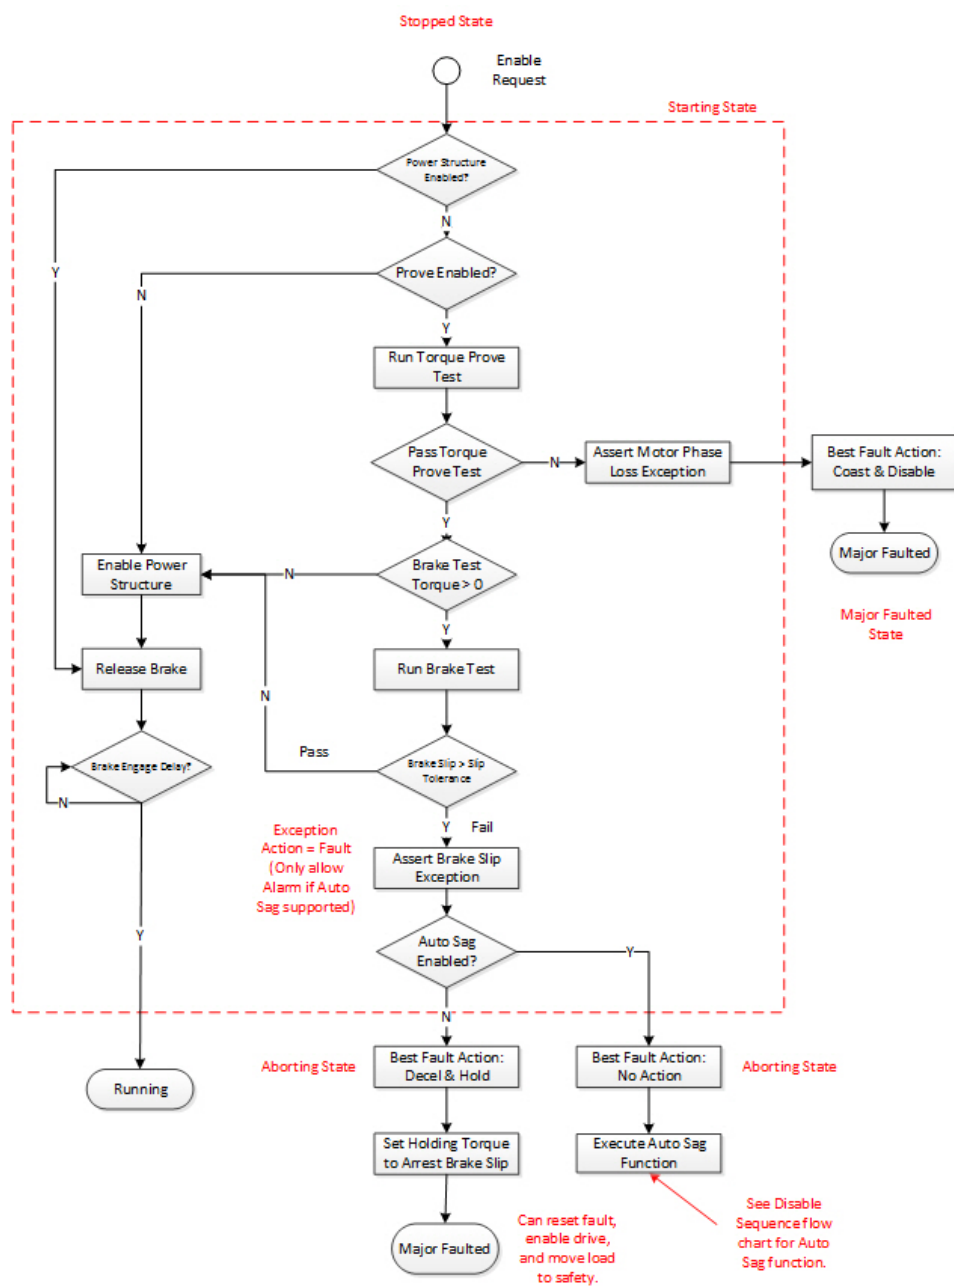 Stopped State
Enable
Request
Starting State
Power Structure
Enabled?
N
Y
Prove Enabled?
N
Y
Run Torque Prove
Test
Pass Torque
Prove Test
N
Assert Motor Phase
Loss Exception
Best Fault Action:
Coast & Disable
Y
Major Faulted
Enable Power
Structure
N
Brake Test
Torque > 0
Major Faulted
State
Y
Release Brake
Run Brake Test
N
Pass
Brake Engage Delay?
Brake Slip > Slip
Tolerance
N
Y
Fail
Exception
Action = Fault
(Only allow
Alarm if Auto
Sag supported)
Assert Brake Slip
Exception
Y
Auto Sag
Enabled?
Y
N
Aborting State
Best Fault Action:
Decel & Hold
Best Fault Action:
No Action
Aborting State
Running
Set Holding Torque
to Arrest Brake Slip
Execute Auto Sag
Function
Major Faulted
Can reset fault,
enable drive,
and move load
to safety.
See Disable
Sequence flow
chart for Auto
Sag function.